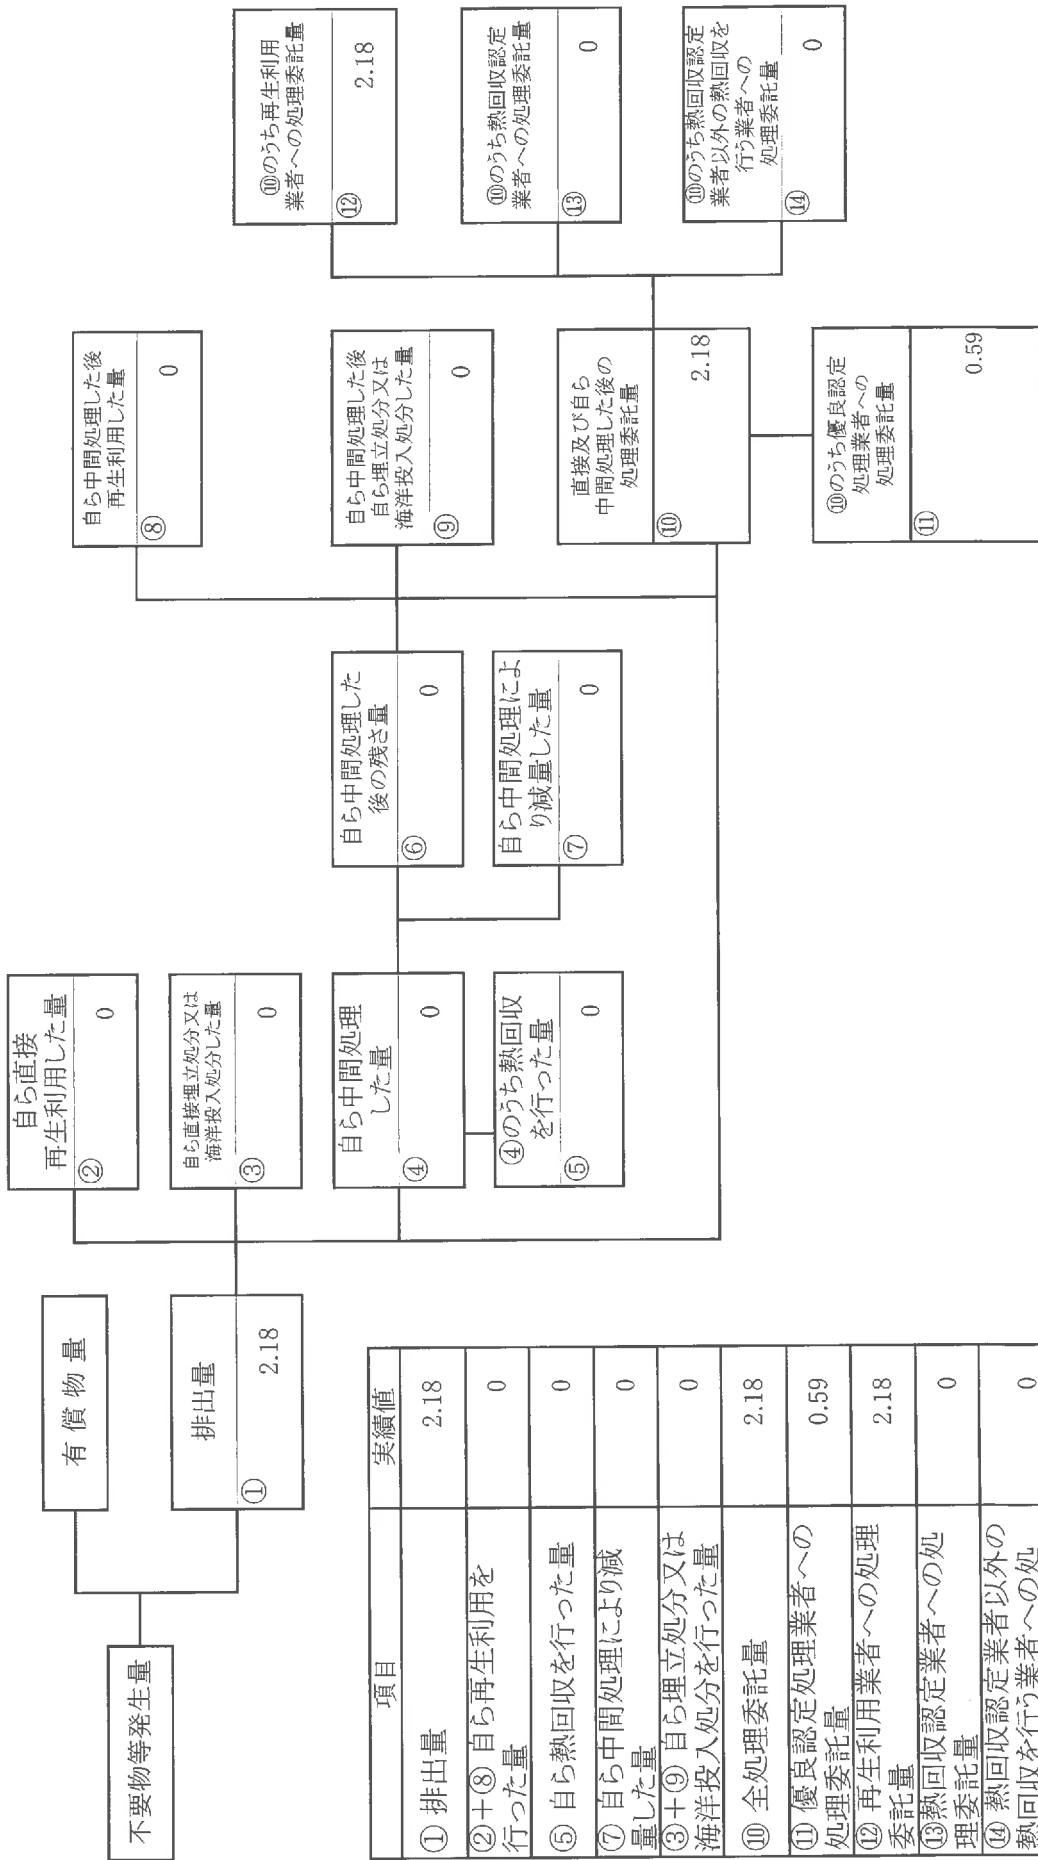 不要物等発生量
有償物量
排出量
①
2.18
自ら直接
再生利用した量
②
0
自ら直接埋立処分又は
海洋投入処分した量
③
0
自ら中間処理
した量
④
0
④のうち熱回収
を行った量
⑤
0
自ら中間処理した
後の残さ量
⑥
0
自ら中間処理によ
り減量した量
⑦
0
自ら中間処理した後
再生利用した量
⑧
0
自ら中間処理した後
自ら埋立処分又は
海洋投入処分した量
⑨
0
直接及び自ら
中間処理した後の
処理委託量
⑩
2.18
⑩のうち優良認定
処理業者への
処理委託量
⑪
0.59
⑩のうち再生利用
業者への処理委託量
⑫
2.18
⑩のうち熱回収認定
業者への処理委託量
⑬
0
⑩のうち熱回収認定
業者以外の熱回収を
行う業者への
処理委託量
⑭
0
項目 実績値
① 排出量 2.18
②+⑧ 自ら再生利用を
行った量 0
⑤ 自ら熱回収を行った量 0
⑦ 自ら中間処理により減
量した量 0
③+⑨ 自ら埋立処分又は
海洋投入処分を行った量 0
⑩ 全処理委託量 2.18
⑪ 優良認定処理業者への
処理委託量 0.59
⑫ 再生利用業者への処理
委託量 2.18
⑬熱回収認定業者への処
理委託量 0
⑭ 熱回収認定業者以外の
熱回収を行う業者への処 0